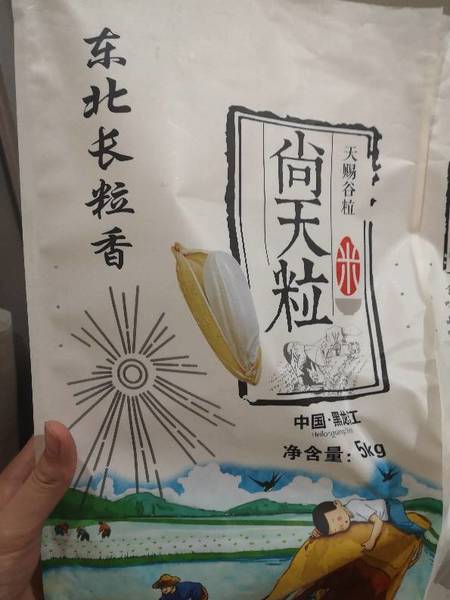 东北长粒香
天赐谷粒
尚天粒
米
中国·黑龙江
Heilongjiang
净含量：5kg